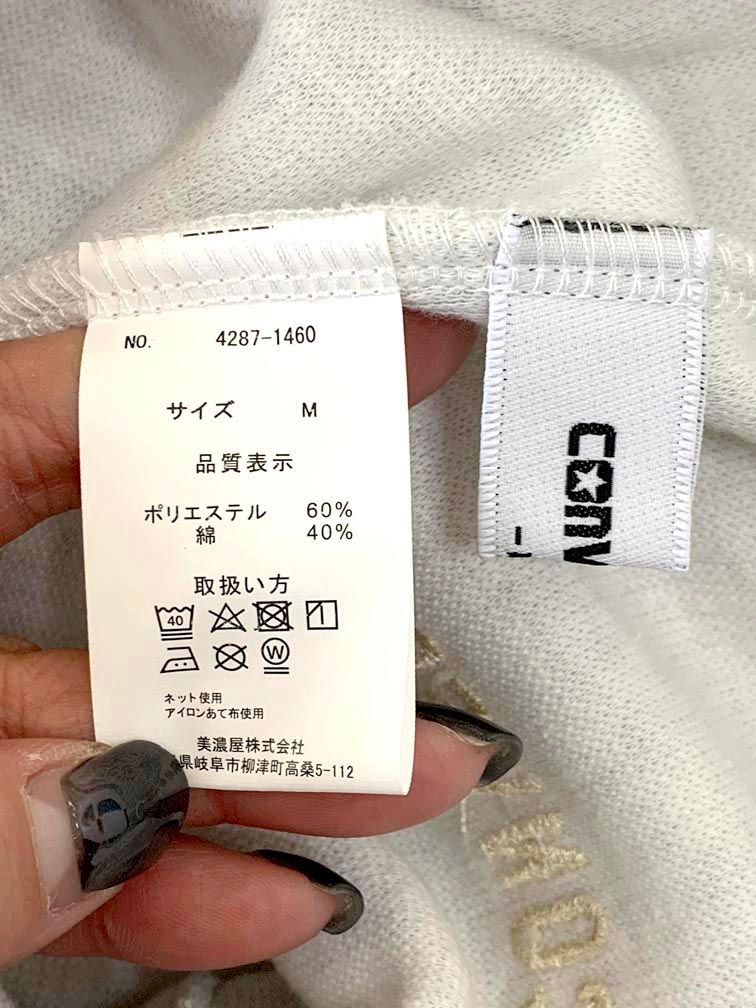 NO. 4287-1460
サイズ M
品質表示
ポリエステル 60%
綿 40%
取扱い方
40
W
ネット使用
アイロンあて布使用
美濃屋株式会社
県岐阜市柳津町高桑5-112
CONV